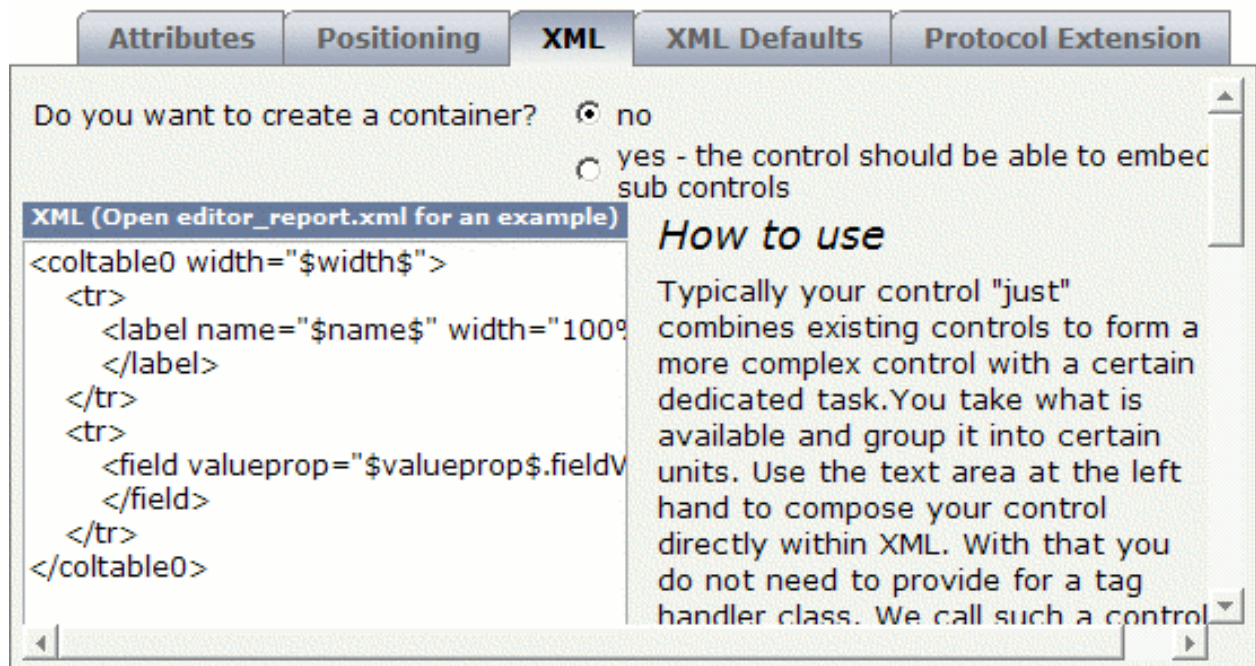 Attributes Positioning XML XML Defaults Protocol Extension
Do you want to create a container? no
yes - the control should be able to embed
sub controls
XML (Open editor_report.xml for an example)
<coltable0 width="$width$">
<tr>
<label name="$name$" width="100%
</label>
</tr>
<tr>
<field valueprop="$valueprop$.fieldV
</field>
</tr>
</coltable0>
How to use
Typically your control "just"
combines existing controls to form a
more complex control with a certain
dedicated task.You take what is
available and group it into certain
units. Use the text area at the left
hand to compose your control
directly within XML. With that you
do not need to provide for a tag
handler class. We call such a control